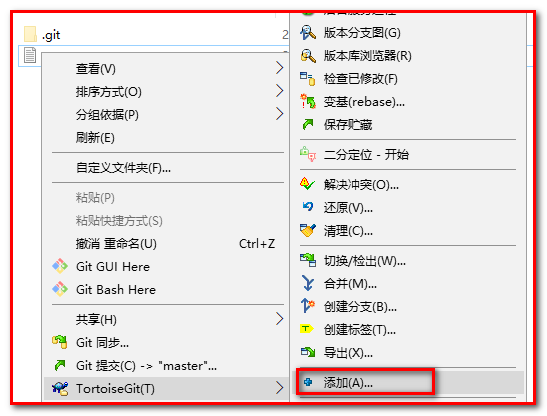 .git
2
查看(V)
排序方式(O)
分组依据(P)
刷新(E)
自定义文件夹(F)...
粘贴(P)
粘贴快捷方式(S)
撤消 重命名(U) Ctrl+Z
Git GUI Here
Git Bash Here
共享(H)
Git 同步...
Git 提交(C) -> "master"...
TortoiseGit(T)
版本分支图(G)
版本库浏览器(R)
检查已修改(F)
变基(rebase)...
保存贮藏
二分定位 - 开始
解决冲突(O)...
还原(V)...
清理(C)...
切换/检出(W)...
合并(M)...
创建分支(B)...
创建标签(T)...
导出(X)...
添加(A)...